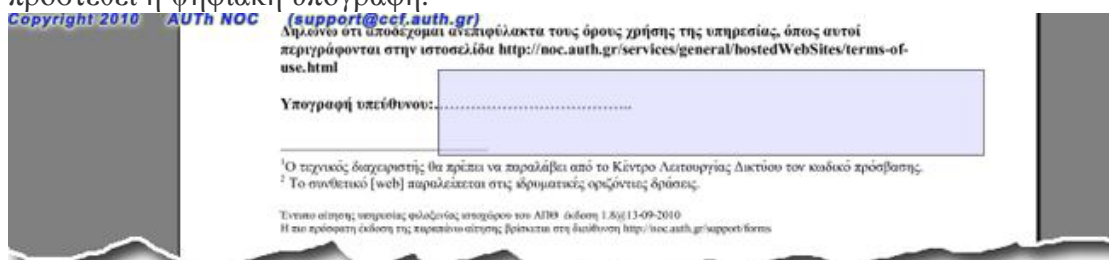 προστεθεί η ψηφιακή υπογραφή.
Copyright 2010 AUTh NOC (support@ccf.auth.gr)
Δηλώνω ότι αποδέχομαι ανεπιφύλακτα τους όρους χρήσης της υπηρεσίας, όπως αυτοί
περιγράφονται στην ιστοσελίδα http://noc.auth.gr/services/general/hostedWebSites/terms-of-
use.html
Υπογραφή υπεύθυνου:..................................
¹Ο τεχνικός διαχειριστής θα πρέπει να παραλάβει από το Κέντρο Λειτουργίας Δικτύου τον κωδικό πρόσβασης.
² Το συνθετικό [web] παραλείπεται στις ιδρυματικές οριζόντιες δράσεις.
Έντυπο αίτησης υπηρεσίας φιλοξενίας ιστοχώρου του ΑΠΘ έκδοση 1.8@13-09-2010
Η πιο πρόσφατη έκδοση της παραπάνω αίτησης βρίσκεται στη διεύθυνση http://noc.auth.gr/support/forms